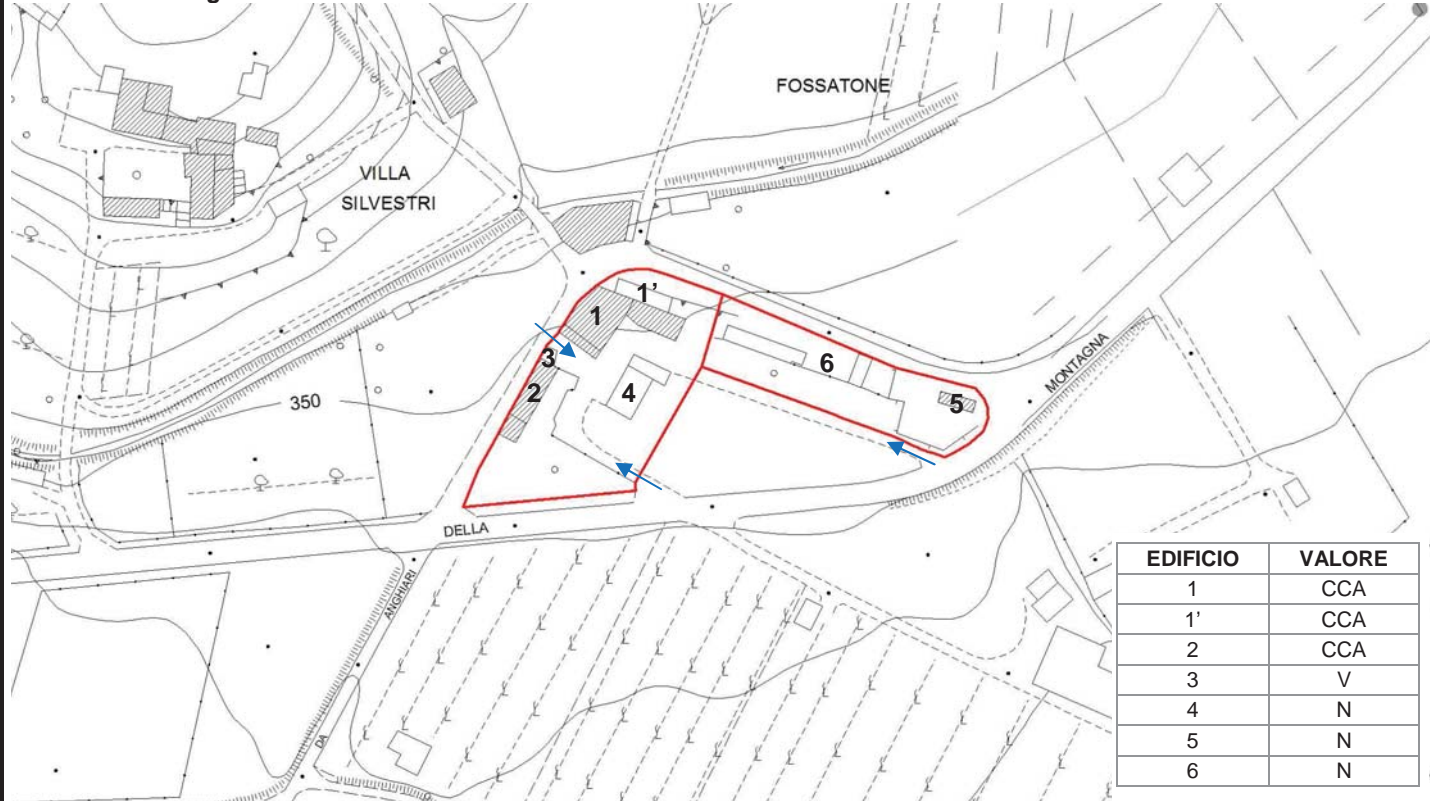 FOSSATONE
VILLA
SILVESTRI
1'
1
6
3
2
4
5
350
MONTAGNA
DELLA
ANGHIARI
DA
EDIFICIO VALORE
1 CCA
1' CCA
2 CCA
3 V
4 N
5 N
6 N